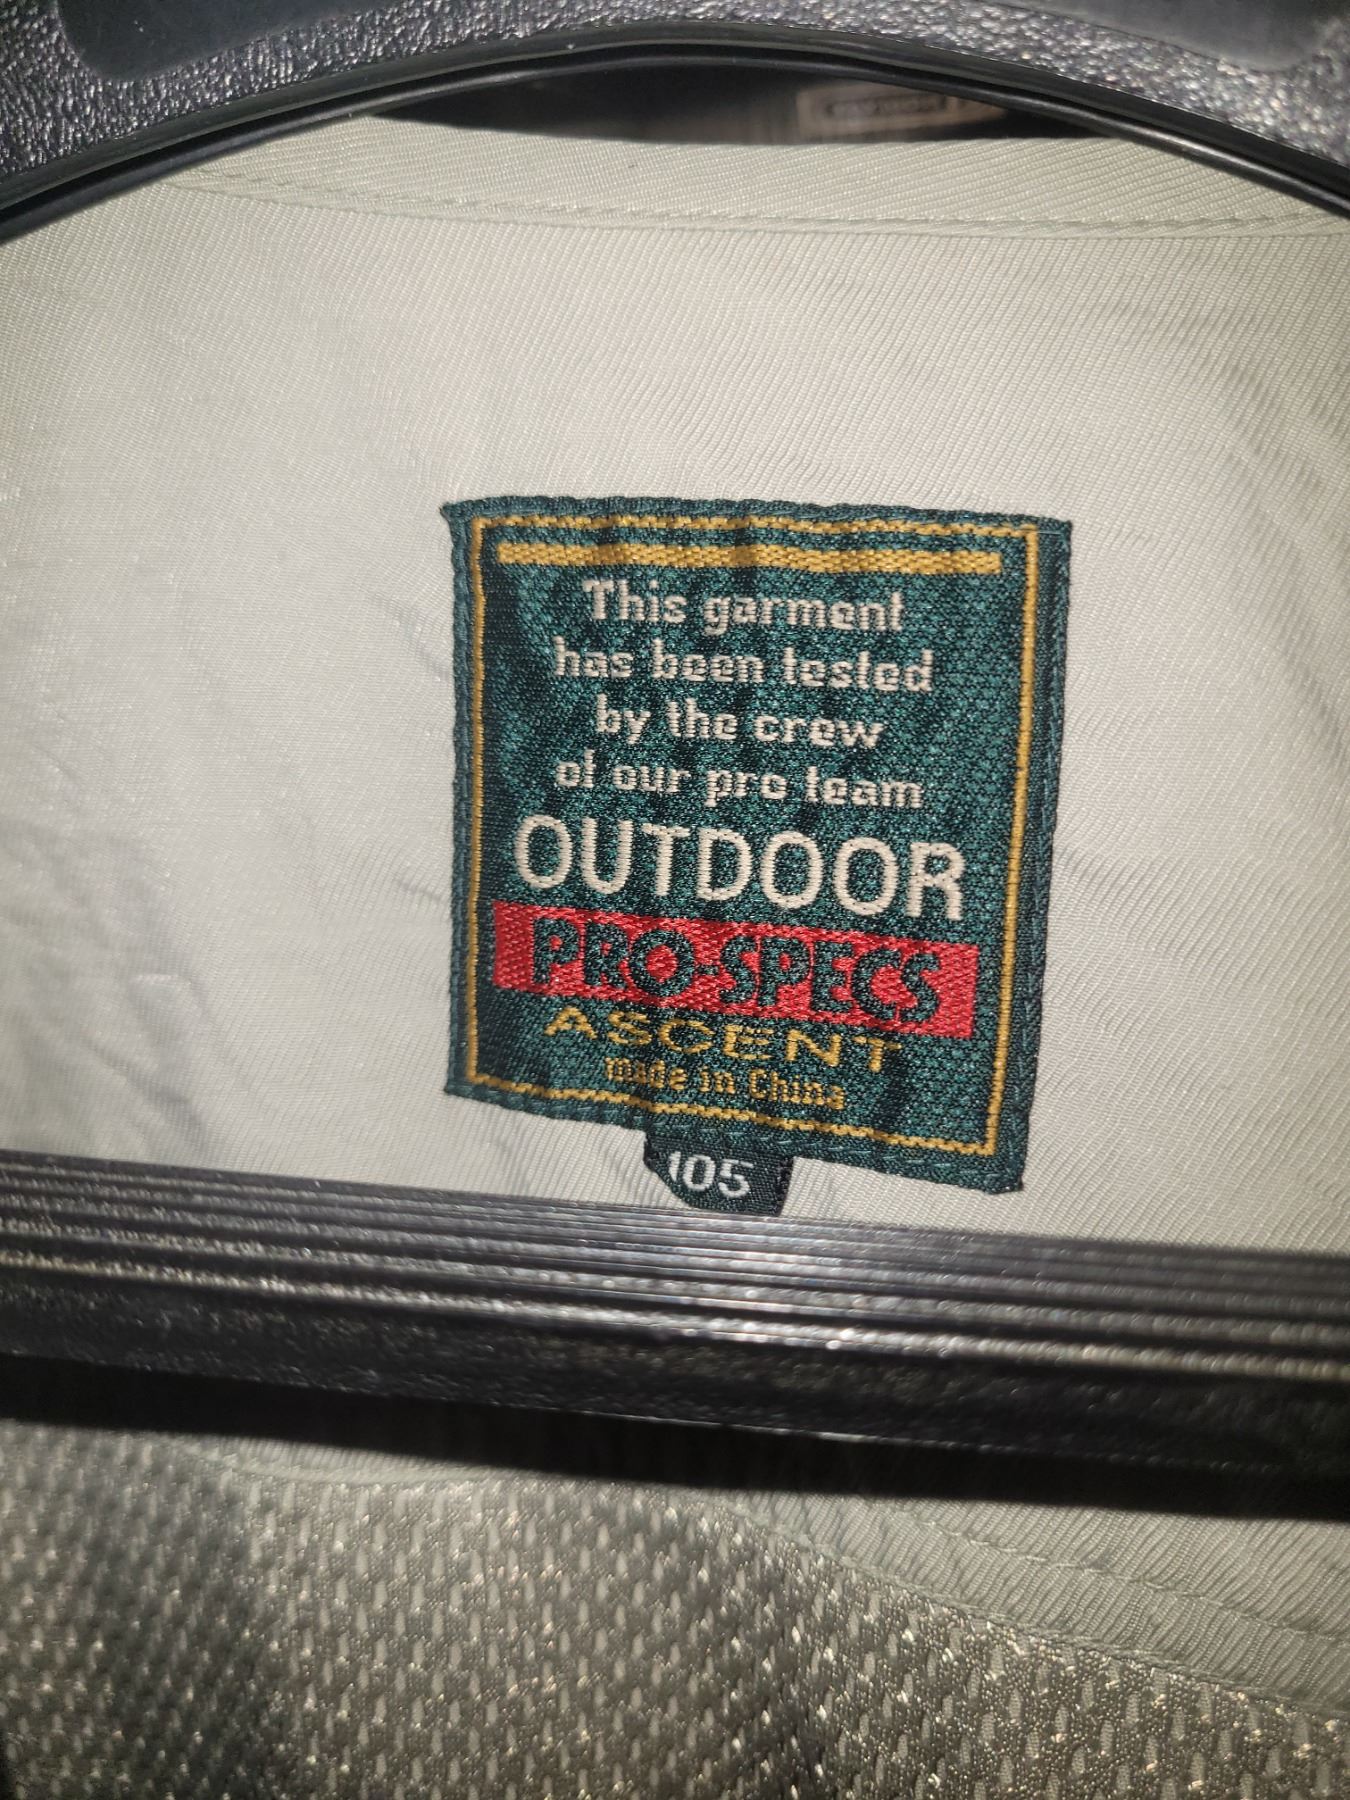 This garment
has been tested
by the crew
of our pro team
OUTDOOR
PRO-SPECS
ASCENT
made in China
105